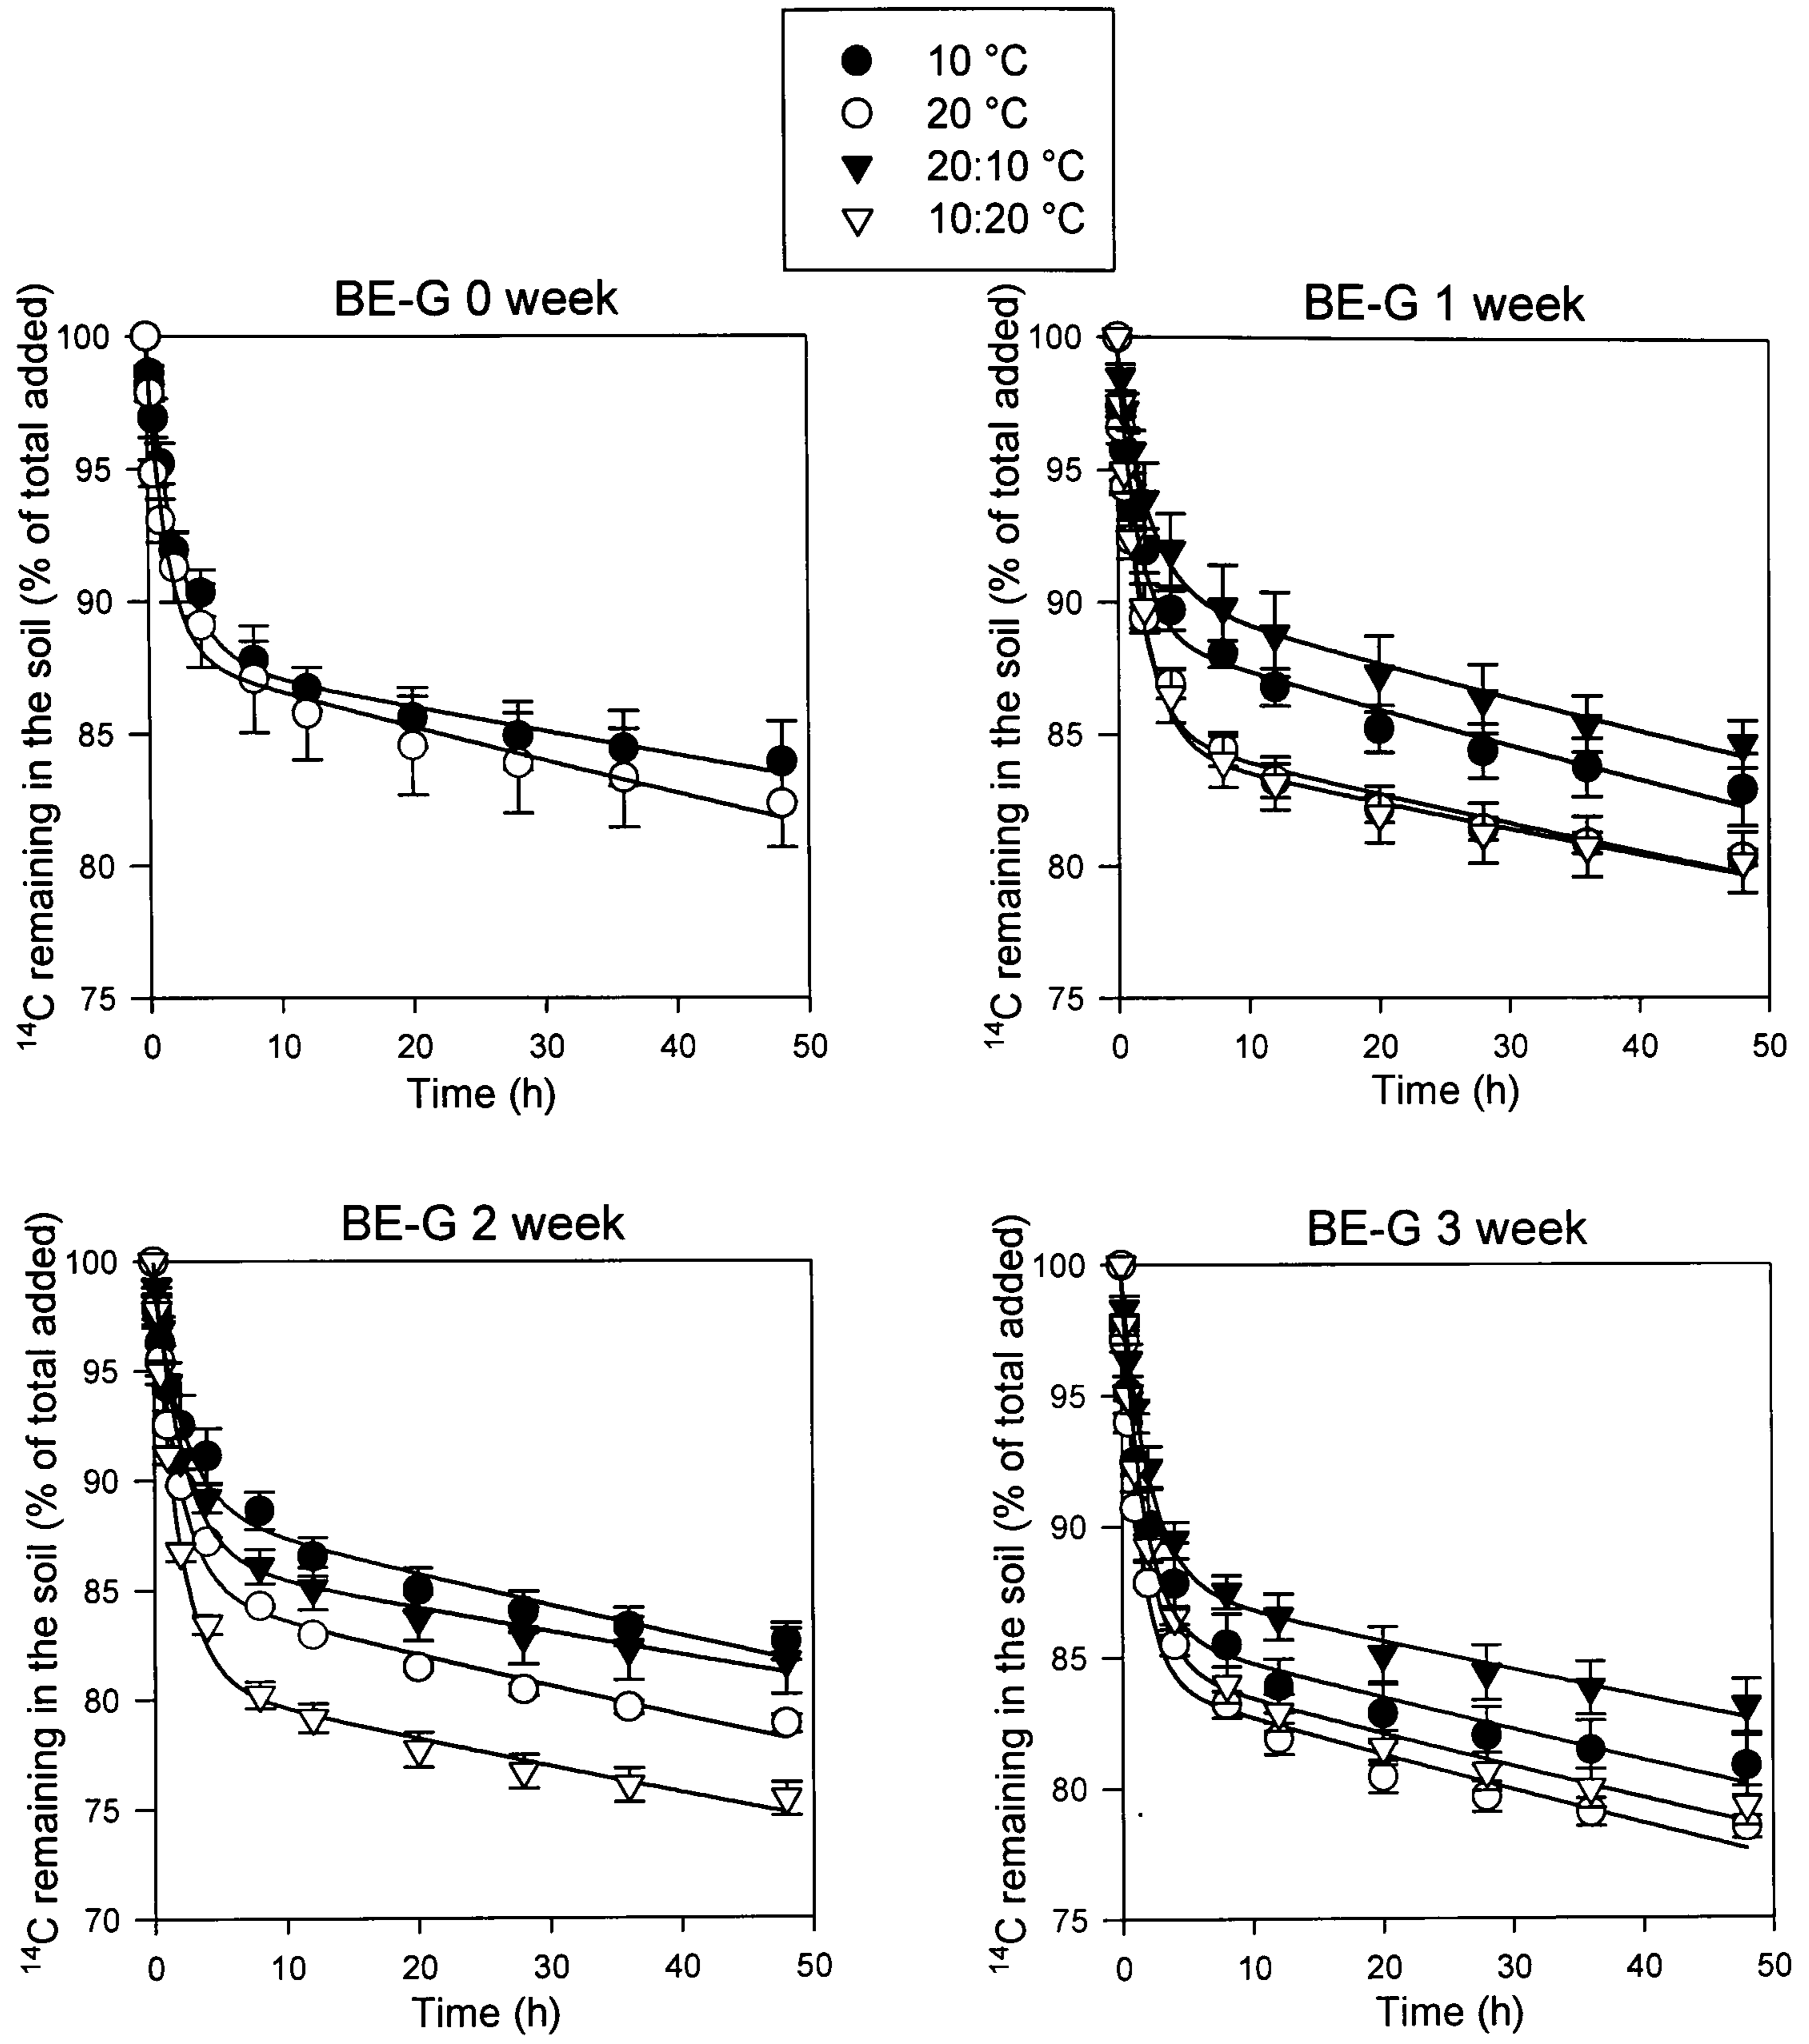 10 °C
20 °C
20:10 °C
10:20 °C
BE-G 0 week
¹⁴C remaining in the soil (% of total added)
100
95
90
85
80
75
0 10 20 30 40 50
Time (h)
BE-G 1 week
¹⁴C remaining in the soil (% of total added)
100
95
90
85
80
75
0 10 20 30 40 50
Time (h)
BE-G 2 week
¹⁴C remaining in the soil (% of total added)
100
95
90
85
80
75
70
0 10 20 30 40 50
Time (h)
BE-G 3 week
¹⁴C remaining in the soil (% of total added)
100
95
90
85
80
75
0 10 20 30 40 50
Time (h)